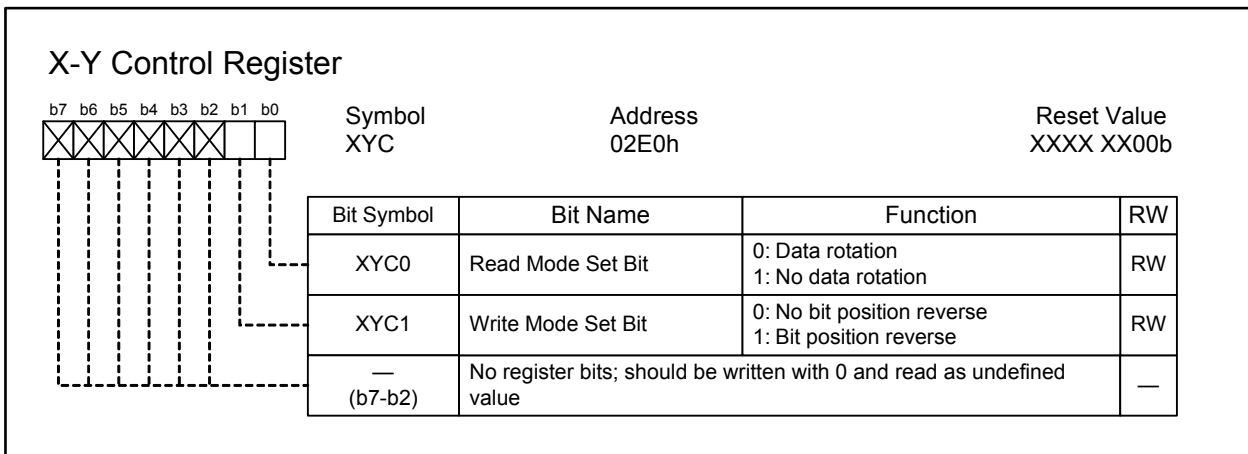 X-Y Control Register
b7 b6 b5 b4 b3 b2 b1 b0
Symbol Address Reset Value
XYC 02E0h XXXX XX00b
Bit Symbol Bit Name Function RW
XYC0 Read Mode Set Bit 0: Data rotation RW
1: No data rotation
XYC1 Write Mode Set Bit 0: No bit position reverse RW
1: Bit position reverse
— No register bits; should be written with 0 and read as undefined —
(b7-b2) value